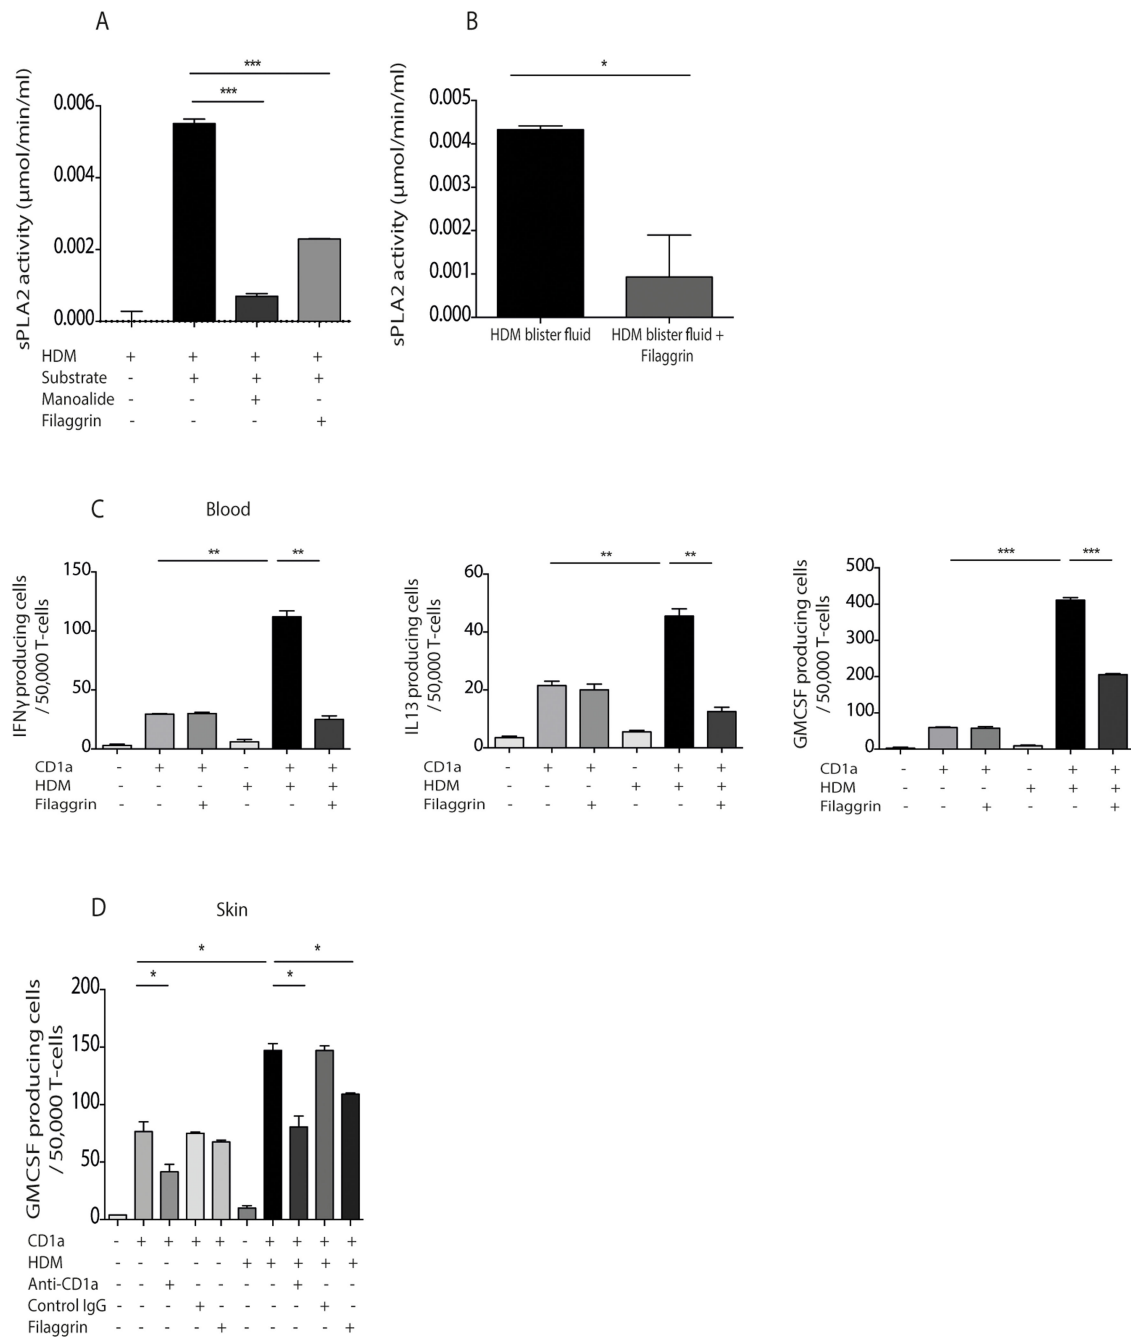 A
sPLA2 activity (µmol/min/ml)
***
***
0.006
0.004
0.002
0.000
HDM + + + +
Substrate - + + +
Manoalide - - + -
Filaggrin - - - +
B
sPLA2 activity (µmol/min/ml)
*
0.005
0.004
0.003
0.002
0.001
0.000
HDM blister fluid
HDM blister fluid +
Filaggrin
C
Blood
IFNγ producing cells
/ 50,000 T-cells
** **
150
100
50
0
CD1a - + + - + +
HDM - - - + + +
Filaggrin - - + - - +
IL13 producing cells
/ 50,000 T-cells
** **
60
40
20
0
CD1a - + + - + +
HDM - - - + + +
Filaggrin - - + - - +
GMCSF producing cells
/ 50,000 T-cells
*** ***
500
400
300
200
100
0
CD1a - + + - + +
HDM - - - + + +
Filaggrin - - + - - +
D
Skin
GMCSF producing cells
/ 50,000 T-cells
* *
* *
200
150
100
50
0
CD1a - + + + + - + + + +
HDM - - - - - + + + + +
Anti-CD1a - - + - - - - + - -
Control IgG - - - + - - - - + -
Filaggrin - - - - + - - - - +